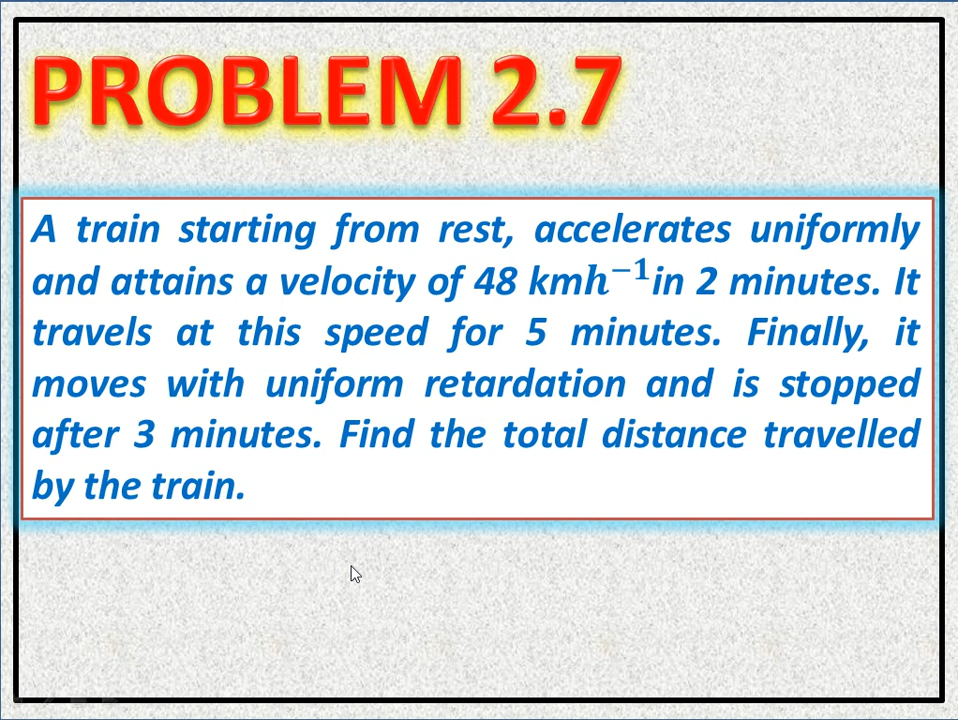 PROBLEM 2.7
A train starting from rest, accelerates uniformly
and attains a velocity of 48 kmh⁻¹in 2 minutes. It
travels at this speed for 5 minutes. Finally, it
moves with uniform retardation and is stopped
after 3 minutes. Find the total distance travelled
by the train.